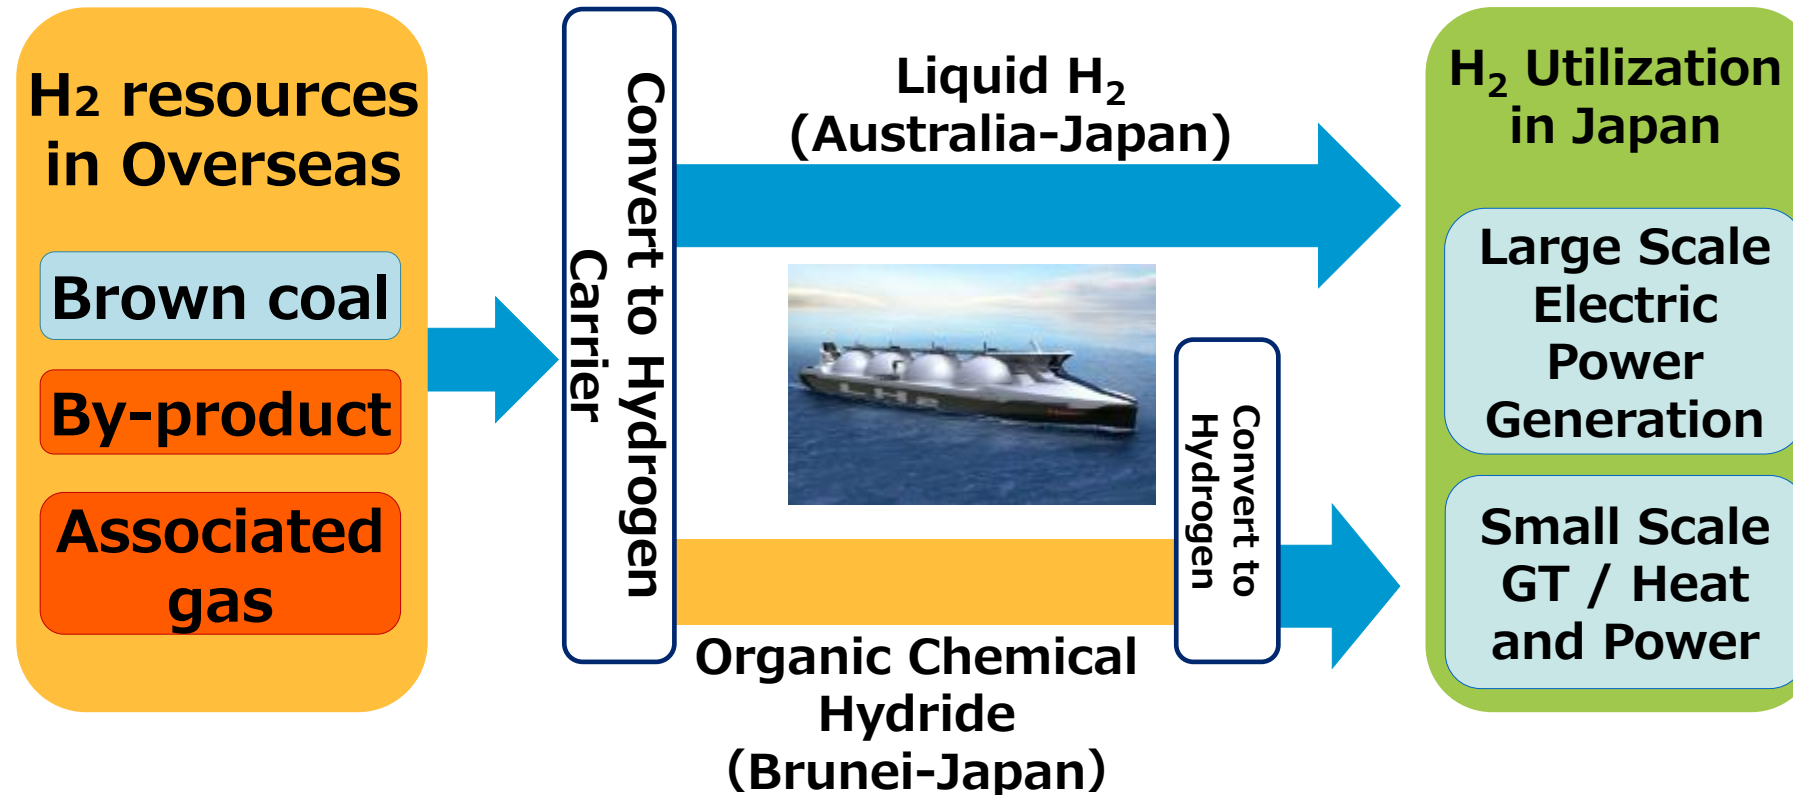 H2 resources
in Overseas
Brown coal
By-product
Associated
gas
Convert to Hydrogen
Carrier
Liquid H₂
(Australia-Japan)
Convert to
Hydrogen
Organic Chemical
Hydride
(Brunei-Japan)
H₂ Utilization
in Japan
Large Scale
Electric
Power
Generation
Small Scale
GT / Heat
and Power